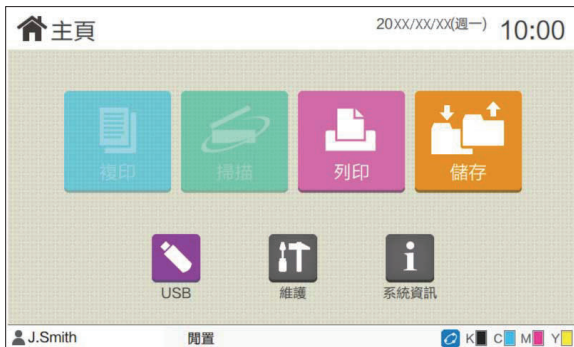 主頁
20XX/XX/XX(週一) 10:00
複印 掃描 列印 儲存
USB 維護 系統資訊
J.Smith 閒置 K C M Y